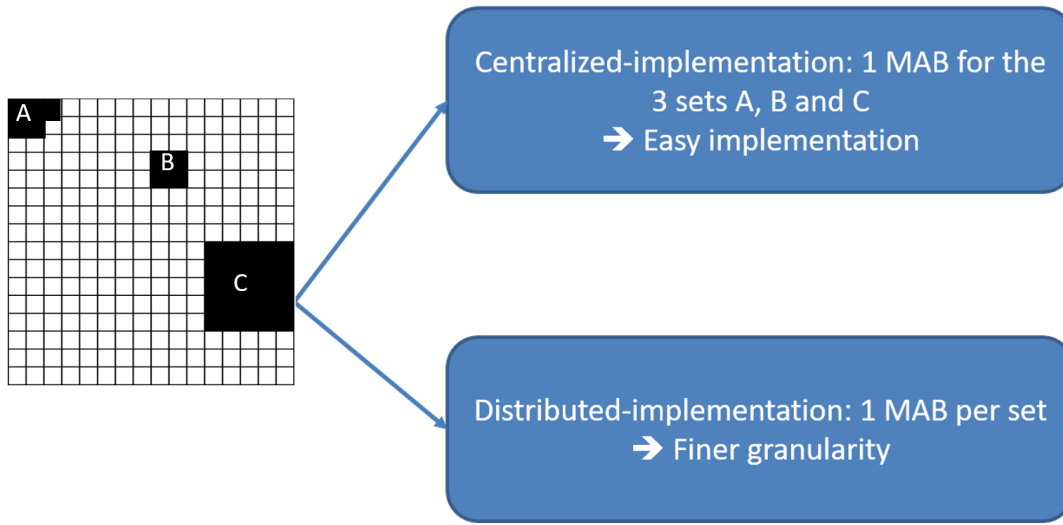 A
B
C
Centralized-implementation: 1 MAB for the
3 sets A, B and C
➔ Easy implementation
Distributed-implementation: 1 MAB per set
➔ Finer granularity